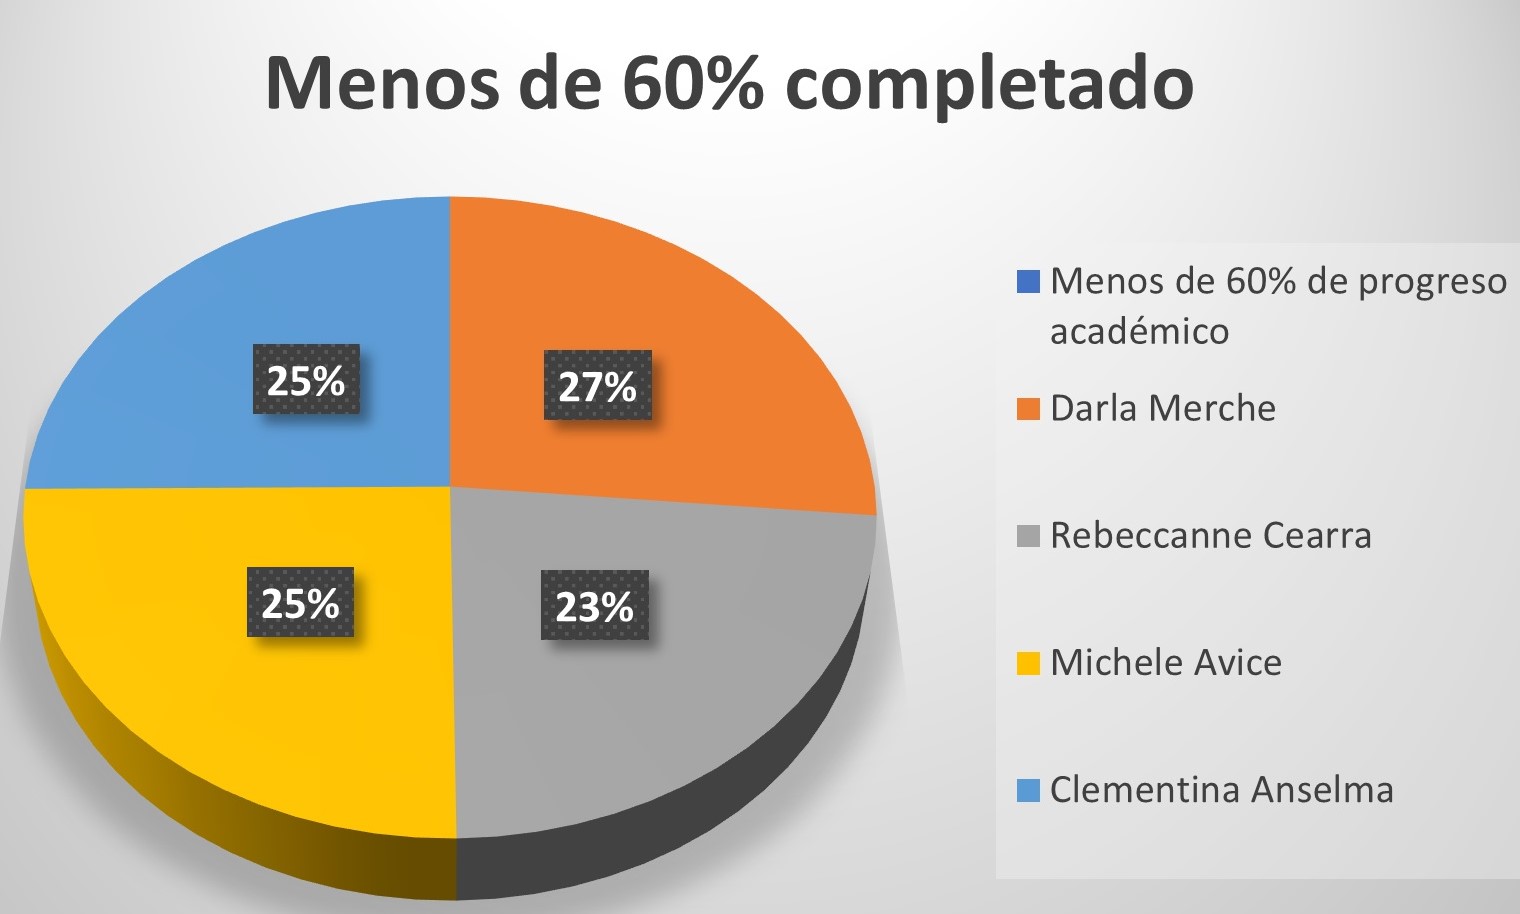 Menos de 60% completado
25%
27%
25%
23%
Menos de 60% de progreso
académico
Darla Merche
Rebeccanne Cearra
Michele Avice
Clementina Anselma